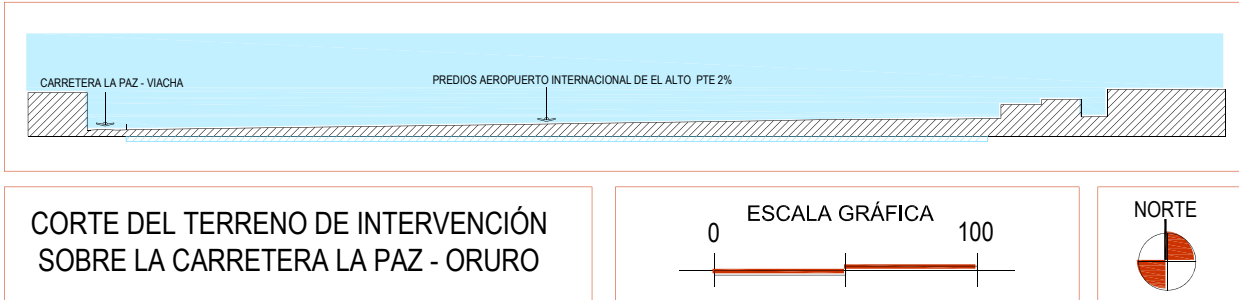 CARRETERA LA PAZ - VIACHA
PREDIOS AEROPUERTO INTERNACIONAL DE EL ALTO PTE 2%
CORTE DEL TERRENO DE INTERVENCIÓN
SOBRE LA CARRETERA LA PAZ - ORURO
ESCALA GRÁFICA
0 100
NORTE